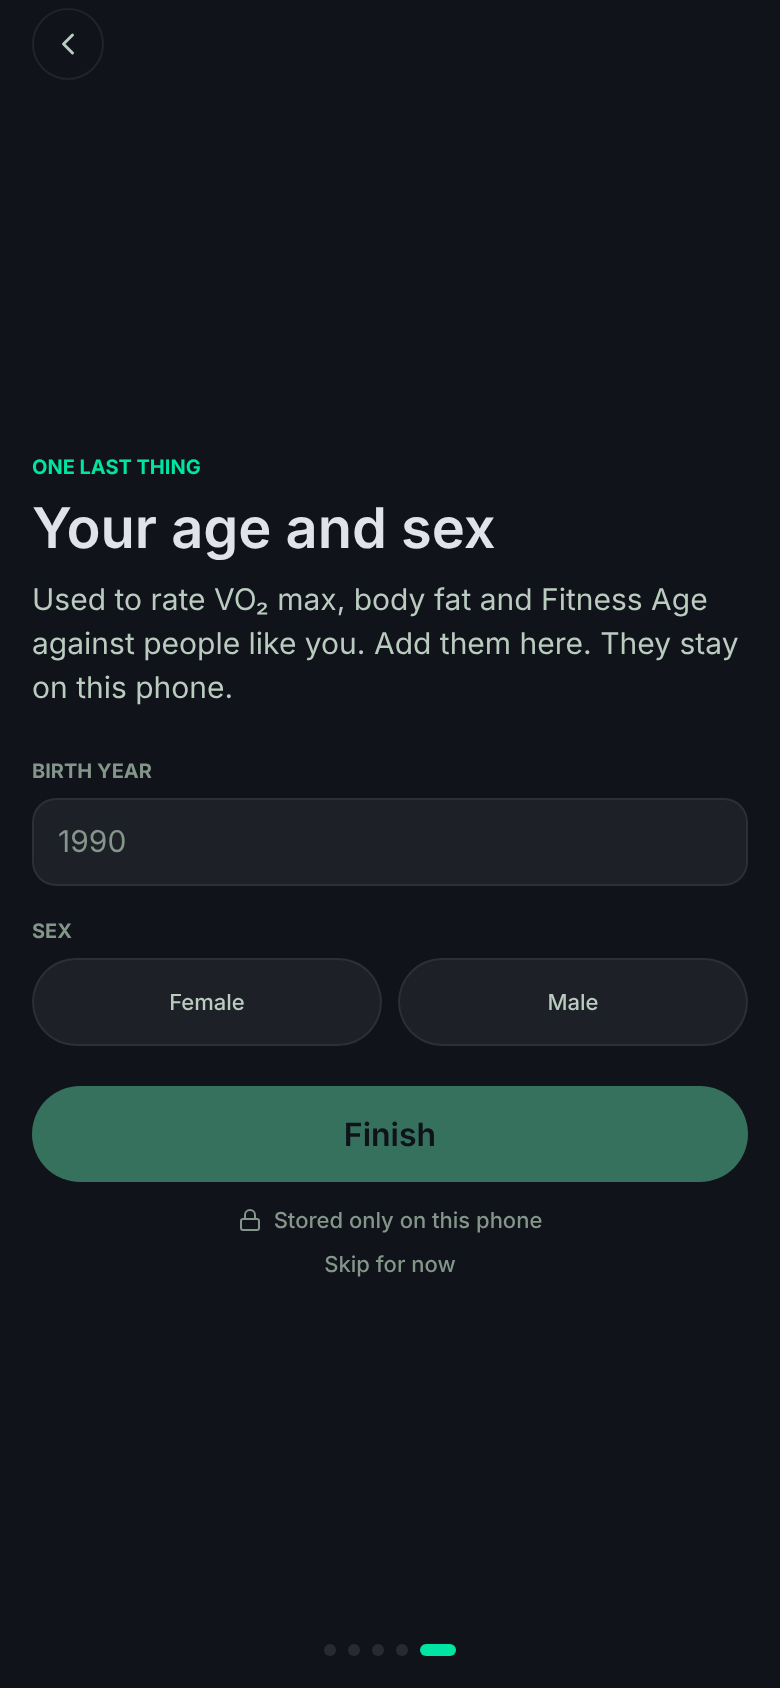 ONE LAST THING
Your age and sex
Used to rate VO₂ max, body fat and Fitness Age
against people like you. Add them here. They stay
on this phone.
BIRTH YEAR
1990
SEX
Female
Male
Finish
Stored only on this phone
Skip for now